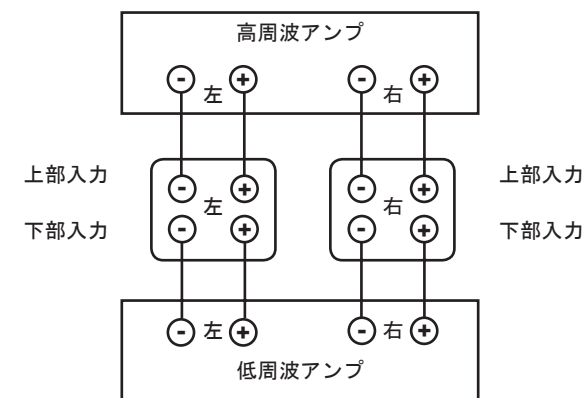 高周波アンプ
- 左 + - 右 +
上部入力 - 左 + - 右 + 上部入力
下部入力 - + - + 下部入力
- 左 + - 右 +
低周波アンプ